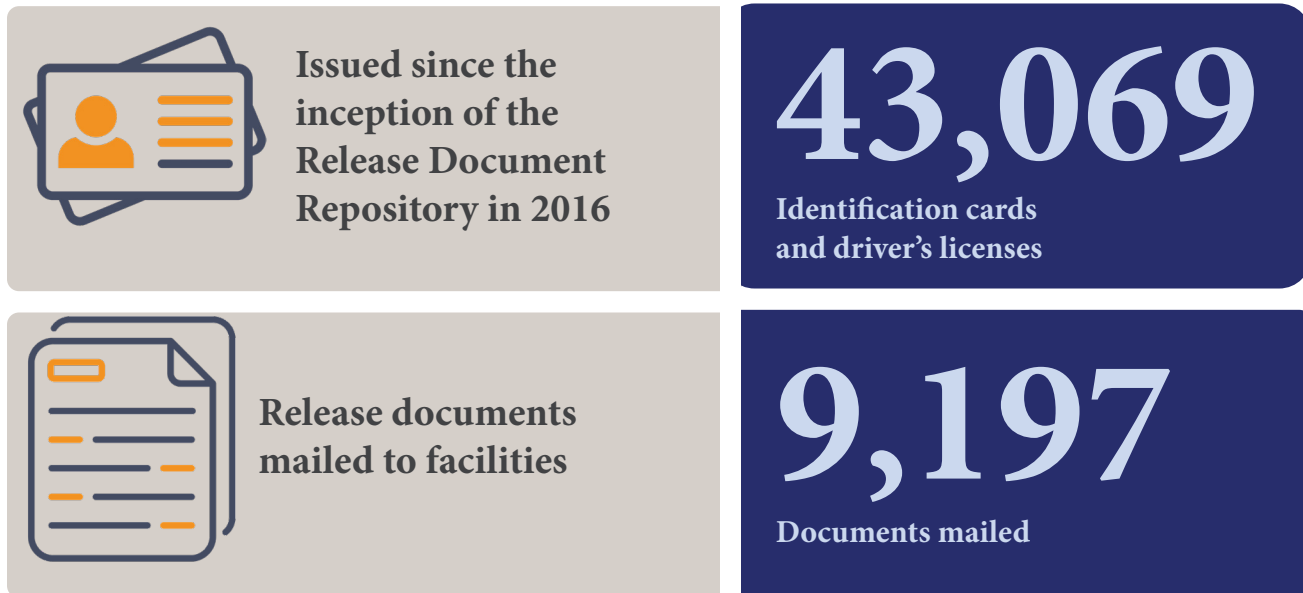 Issued since the
inception of the
Release Document
Repository in 2016
43,069
Identification cards
and driver’s licenses
Release documents
mailed to facilities
9,197
Documents mailed